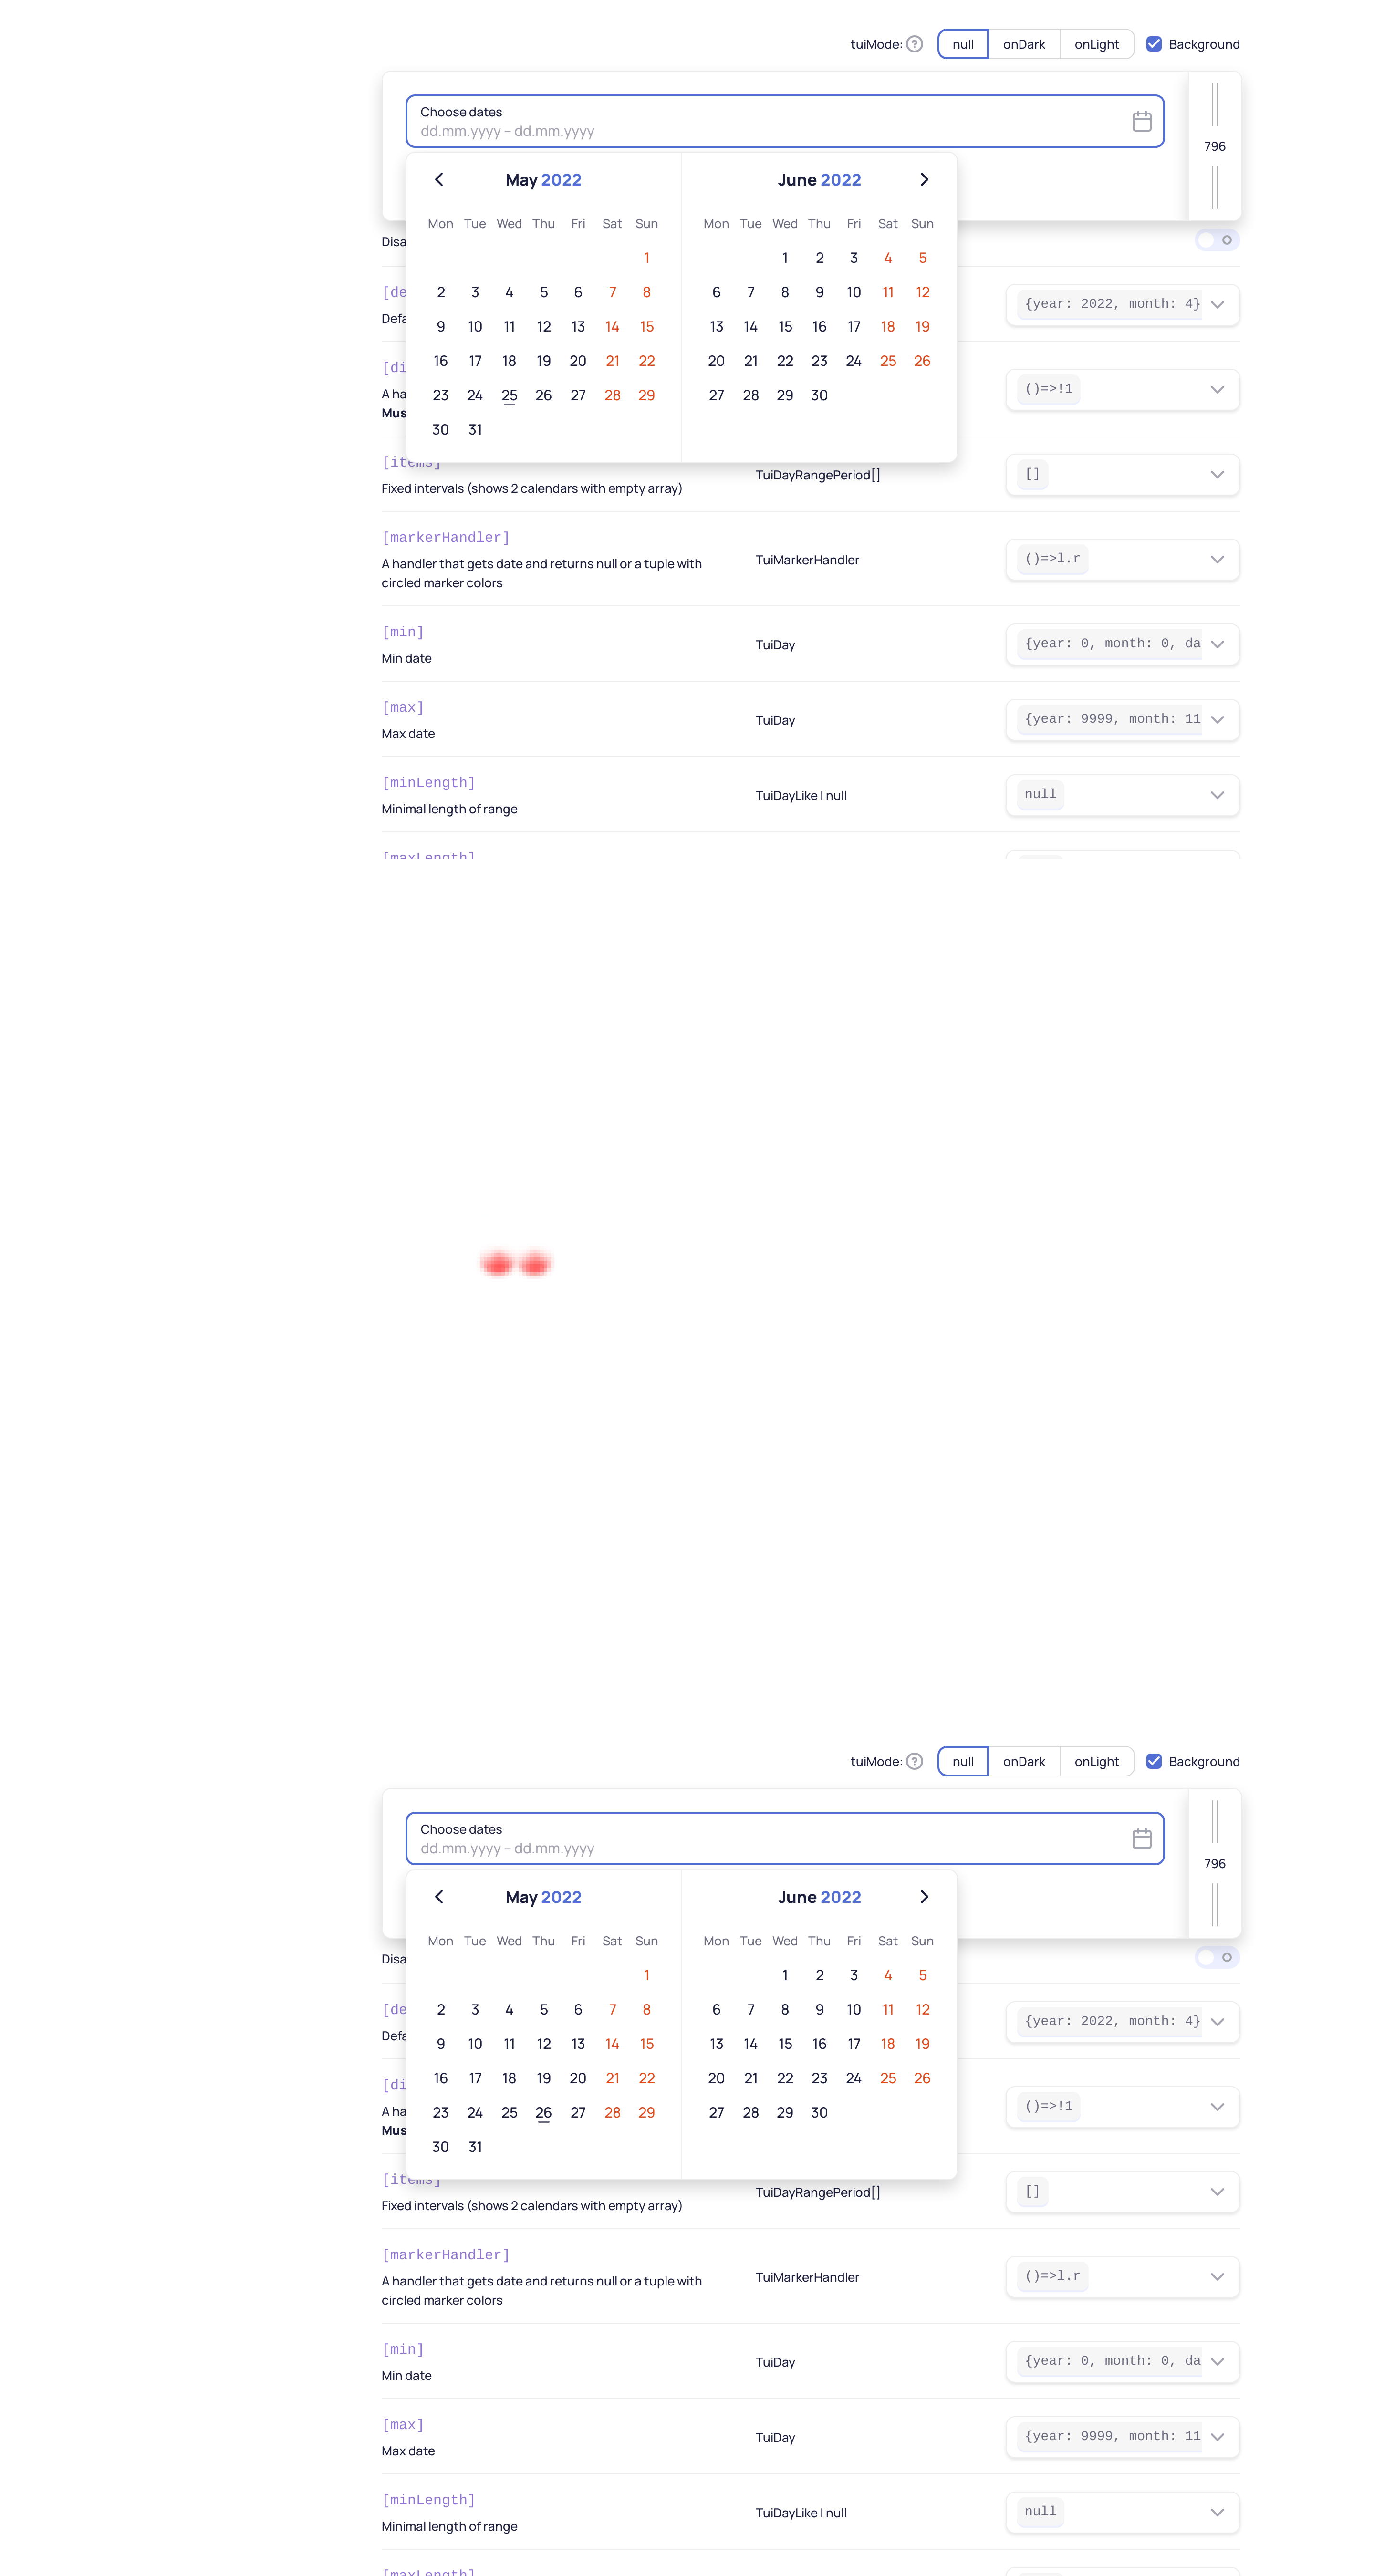 tuiMode: ? null onDark onLight Background
Choose dates
dd.mm.yyyy – dd.mm.yyyy
796
May 2022 June 2022
Mon Tue Wed Thu Fri Sat Sun Mon Tue Wed Thu Fri Sat Sun
1 1 2 3 4 5
2 3 4 5 6 7 8 6 7 8 9 10 11 12
9 10 11 12 13 14 15 13 14 15 16 17 18 19
16 17 18 19 20 21 22 20 21 22 23 24 25 26
23 24 25 26 27 28 29 27 28 29 30
30 31
Disa
[de
Defa
{year: 2022, month: 4}
[di
A ha
Mus
()=>!1
[items]
Fixed intervals (shows 2 calendars with empty array)
TuiDayRangePeriod[]
[]
[markerHandler]
A handler that gets date and returns null or a tuple with
circled marker colors
TuiMarkerHandler
()=>l.r
[min]
Min date
TuiDay
{year: 0, month: 0, da
[max]
Max date
TuiDay
{year: 9999, month: 11
[minLength]
Minimal length of range
TuiDayLike | null
null
[maxLength]
tuiMode: ? null onDark onLight Background
Choose dates
dd.mm.yyyy – dd.mm.yyyy
796
May 2022 June 2022
Mon Tue Wed Thu Fri Sat Sun Mon Tue Wed Thu Fri Sat Sun
1 1 2 3 4 5
2 3 4 5 6 7 8 6 7 8 9 10 11 12
9 10 11 12 13 14 15 13 14 15 16 17 18 19
16 17 18 19 20 21 22 20 21 22 23 24 25 26
23 24 25 26 27 28 29 27 28 29 30
30 31
Disa
[de
Defa
{year: 2022, month: 4}
[di
A ha
Mus
()=>!1
[items]
Fixed intervals (shows 2 calendars with empty array)
TuiDayRangePeriod[]
[]
[markerHandler]
A handler that gets date and returns null or a tuple with
circled marker colors
TuiMarkerHandler
()=>l.r
[min]
Min date
TuiDay
{year: 0, month: 0, da
[max]
Max date
TuiDay
{year: 9999, month: 11
[minLength]
Minimal length of range
TuiDayLike | null
null
[maxLength]